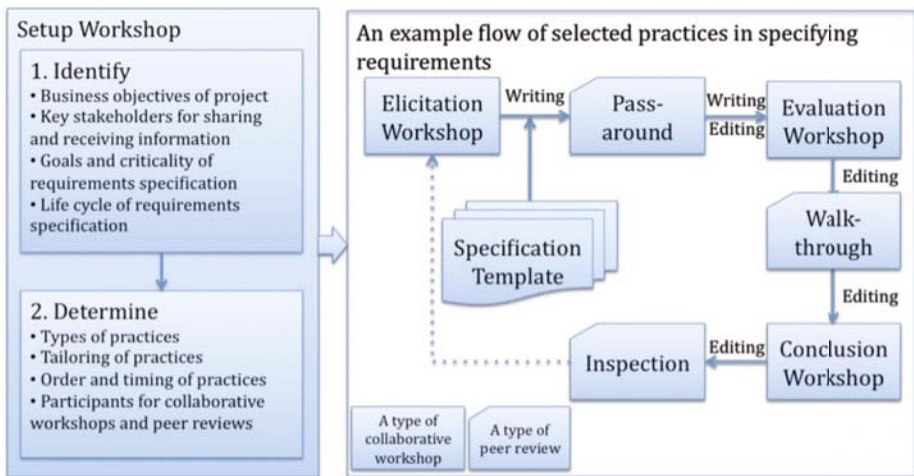 Setup Workshop
1. Identify
• Business objectives of project
• Key stakeholders for sharing
and receiving information
• Goals and criticality of
requirements specification
• Life cycle of requirements
specification
2. Determine
• Types of practices
• Tailoring of practices
• Order and timing of practices
• Participants for collaborative
workshops and peer reviews
An example flow of selected practices in specifying
requirements
Elicitation
Workshop
Writing
Pass-
around
Writing
Editing
Evaluation
Workshop
Editing
Walk-
through
Editing
Conclusion
Workshop
Editing
Inspection
Specification
Template
A type of
collaborative
workshop
A type of
peer review